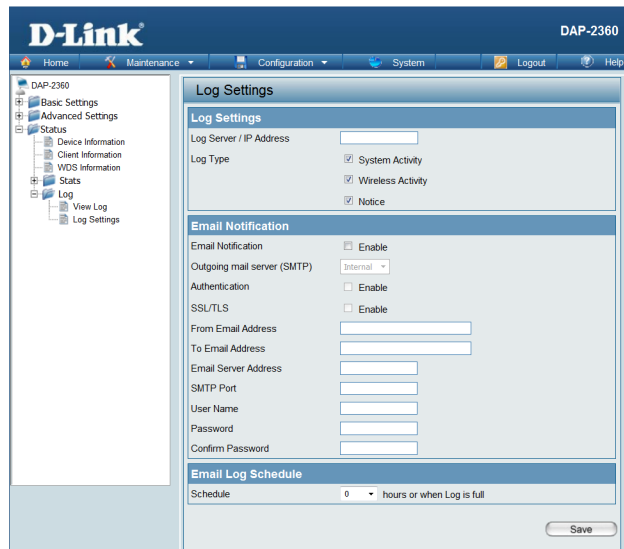 D-Link®
DAP-2360
Home Maintenance Configuration System Logout Help
DAP-2360
Basic Settings
Advanced Settings
Status
Device Information
Client Information
WDS Information
Stats
Log
View Log
Log Settings
Log Settings
Log Settings
Log Server / IP Address
Log Type System Activity
Wireless Activity
Notice
Email Notification
Email Notification Enable
Outgoing mail server (SMTP) Internal
Authentication Enable
SSL/TLS Enable
From Email Address
To Email Address
Email Server Address
SMTP Port
User Name
Password
Confirm Password
Email Log Schedule
Schedule 0 hours or when Log is full
Save